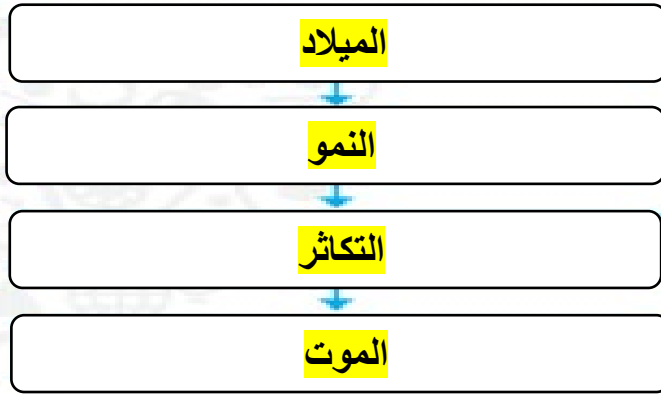 الميلاد
النمو
التكاثر
الموت